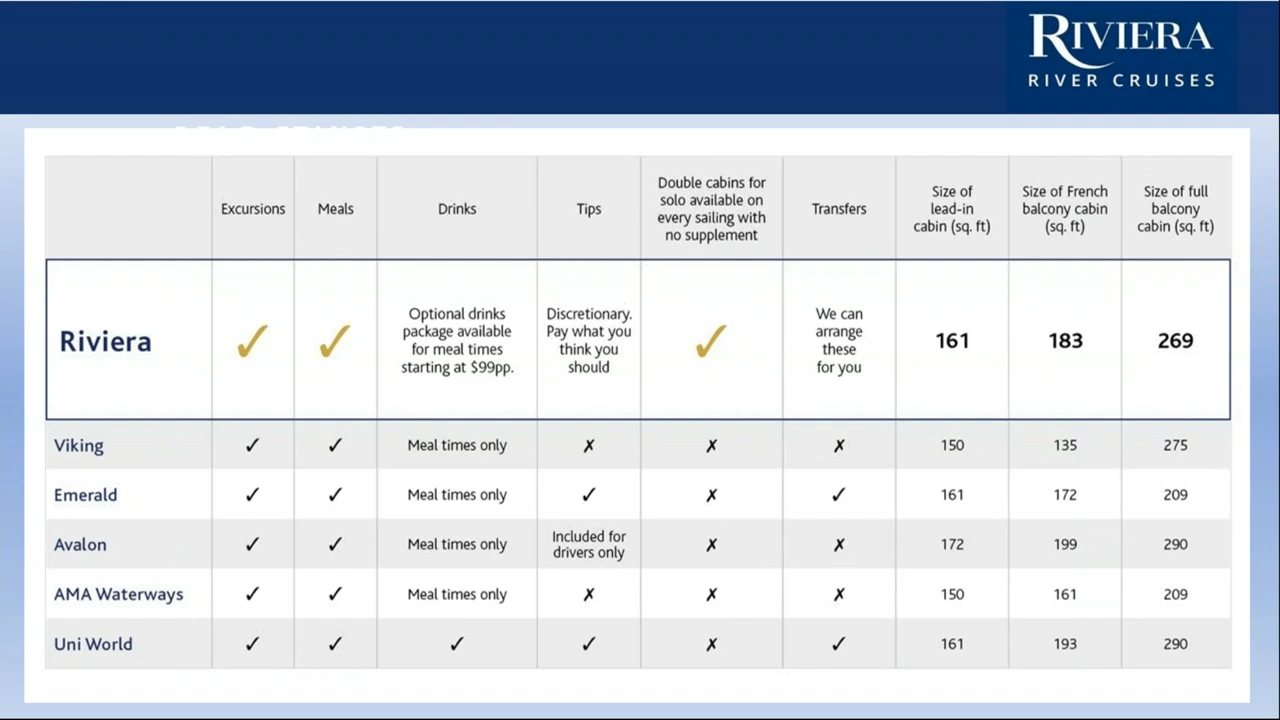 RIVIERA
RIVER CRUISES
Excursions
Meals
Drinks
Tips
Double cabins for
solo available on
every sailing with
no supplement
Transfers
Size of
lead-in
cabin (sq. ft)
Size of French
balcony cabin
(sq. ft)
Size of full
balcony
cabin (sq. ft)
Riviera
✓
✓
Optional drinks
package available
for meal times
starting at $99pp.
Discretionary.
Pay what you
think you
should
✓
We can
arrange
these
for you
161
183
269
Viking ✓ ✓ Meal times only ✗ ✗ ✗ 150 135 275
Emerald ✓ ✓ Meal times only ✓ ✗ ✓ 161 172 209
Avalon ✓ ✓ Meal times only
Included for
drivers only
✗ ✗ 172 199 290
AMA Waterways ✓ ✓ Meal times only ✗ ✗ ✗ 150 161 209
Uni World ✓ ✓ ✓ ✓ ✗ ✓ 161 193 290